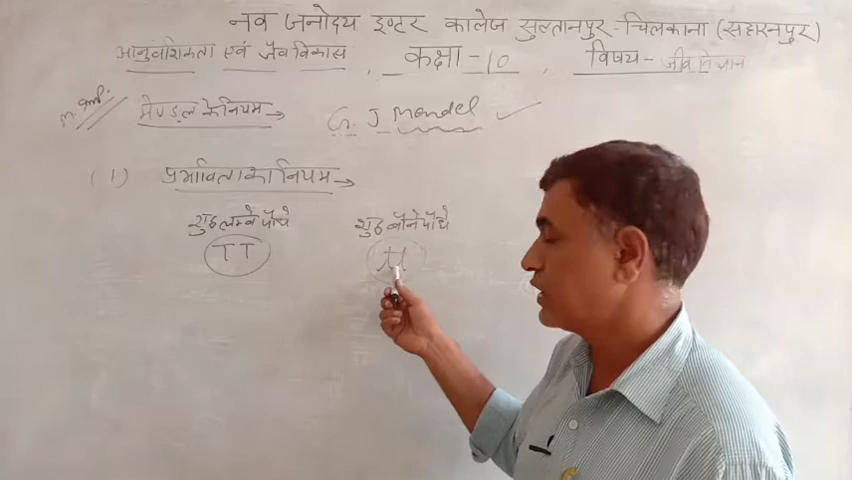 नव जनोदय इण्टर कालेज सुल्तानपुर-चिलकाना (सहारनपुर)
आनुवंशिकता एवं जैव विकास, कक्षा-10, विषय- जीव विज्ञान
मेण्डल के नियम → G. J Mendel ✓
(1) प्रभाविता का नियम →
शुद्ध लम्बे पौधे शुद्ध बौने पौधे
TT tt